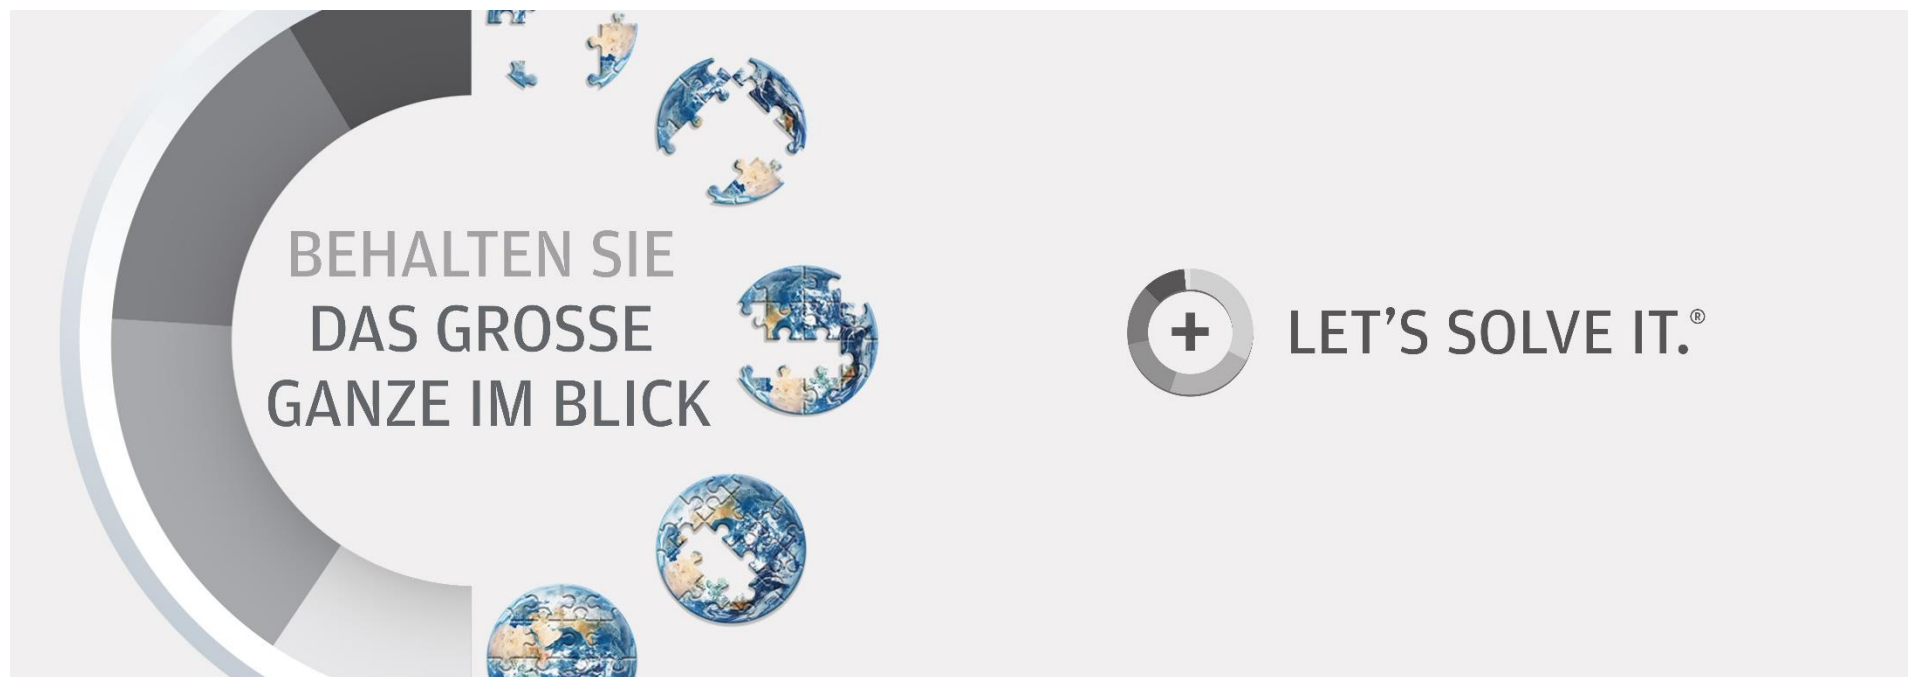 BEHALTEN SIE
DAS GROSSE
GANZE IM BLICK
LET’S SOLVE IT.®